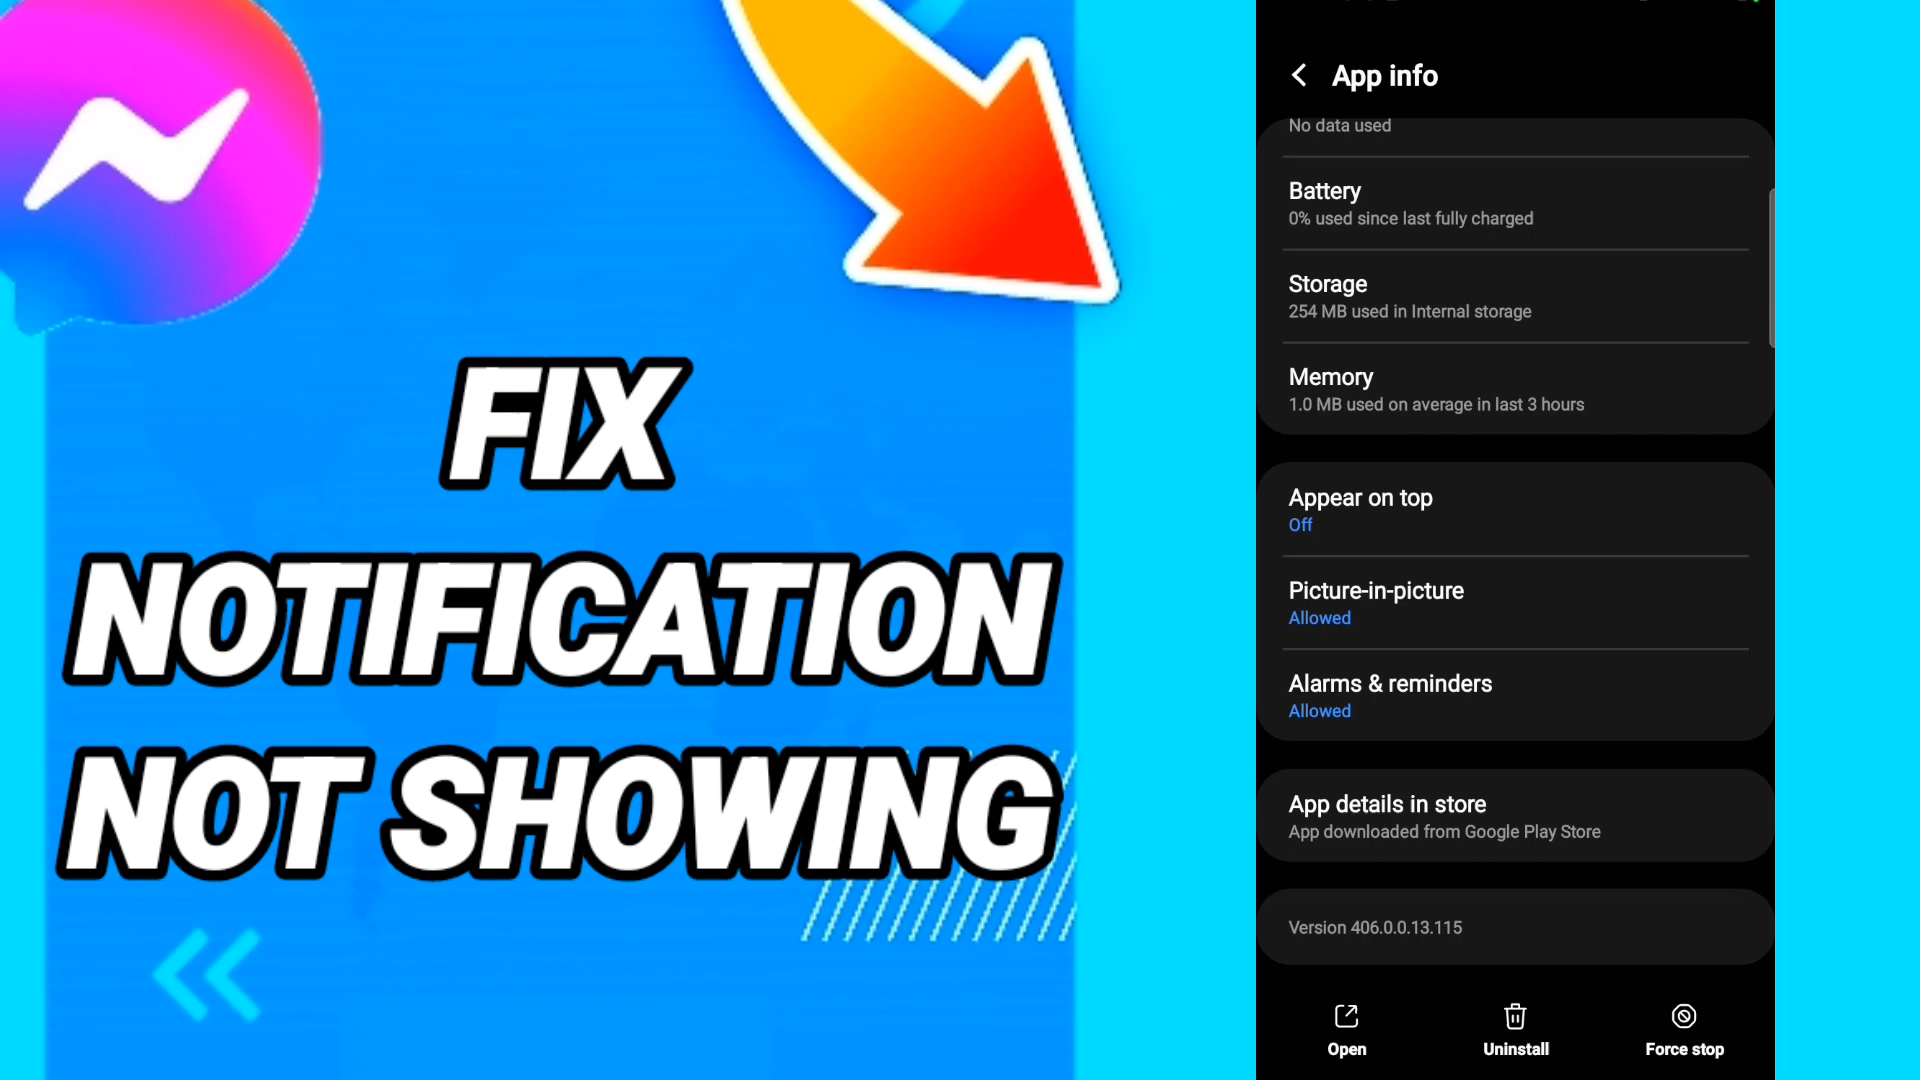 FIX
NOTIFICATION
NOT SHOWING
App info
No data used
Battery
0% used since last fully charged
Storage
254 MB used in Internal storage
Memory
1.0 MB used on average in last 3 hours
Appear on top
Off
Picture-in-picture
Allowed
Alarms & reminders
Allowed
App details in store
App downloaded from Google Play Store
Version 406.0.0.13.115
Open
Uninstall
Force stop